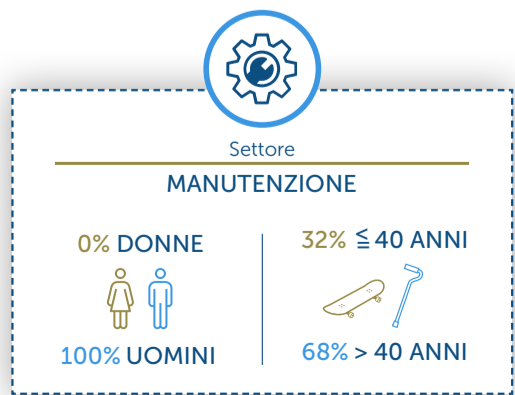 Settore
MANUTENZIONE
0% DONNE
100% UOMINI
32% ≦ 40 ANNI
68% > 40 ANNI